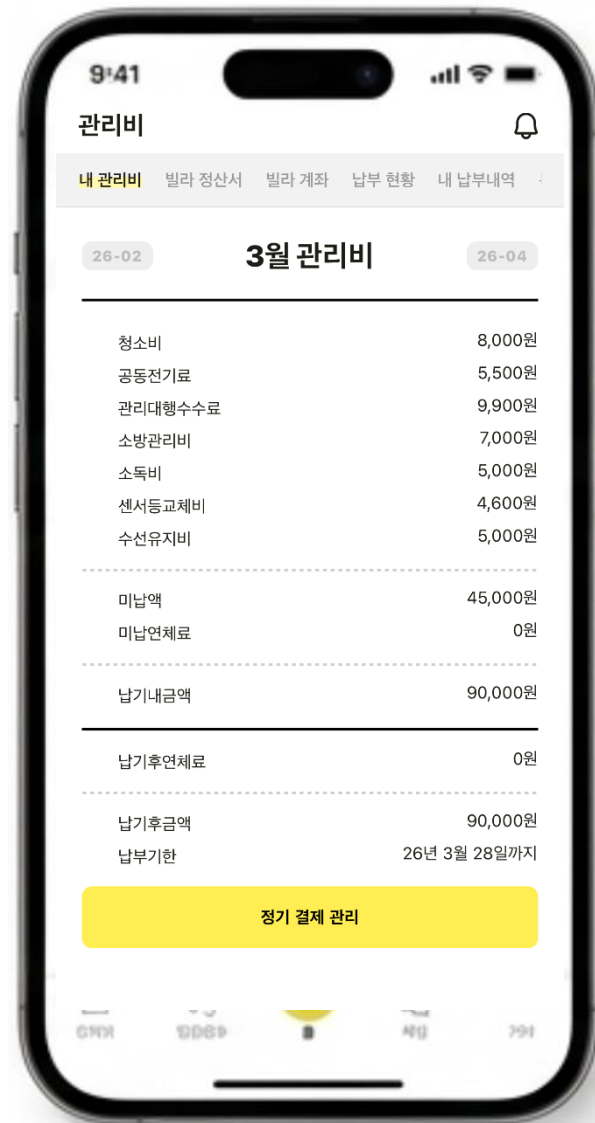 9:41
관리비
내 관리비 빌라 정산서 빌라 계좌 납부 현황 내 납부내역
26-02 3월 관리비 26-04
청소비 8,000원
공동전기료 5,500원
관리대행수수료 9,900원
소방관리비 7,000원
소독비 5,000원
센서등교체비 4,600원
수선유지비 5,000원
미납액 45,000원
미납연체료 0원
납기내금액 90,000원
납기후연체료 0원
납기후금액 90,000원
납부기한 26년 3월 28일까지
정기 결제 관리